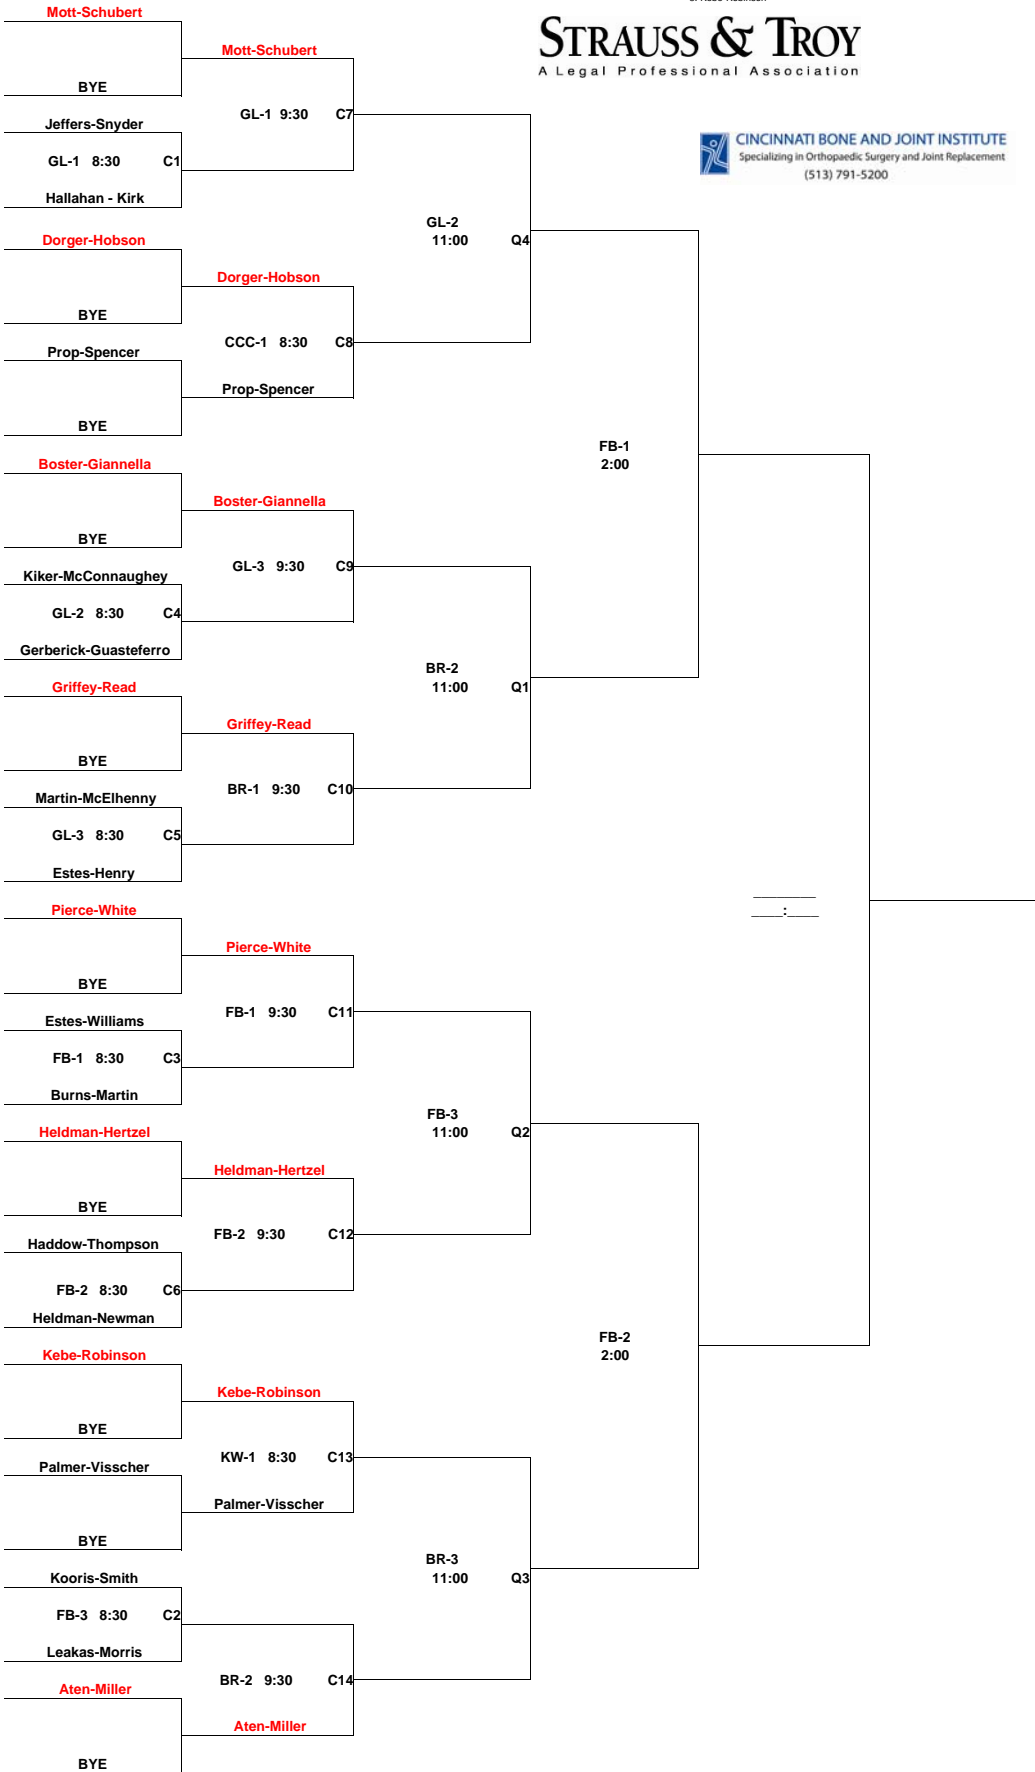 Mott-Schubert
STRAUSS & TROY
A Legal Professional Association
Mott-Schubert
BYE
GL-1 9:30 C7
Jeffers-Snyder
CINCINNATI BONE AND JOINT INSTITUTE
Specializing in Orthopaedic Surgery and Joint Replacement
(513) 791-5200
GL-1 8:30 C1
Hallahan - Kirk
GL-2
11:00 Q4
Dorger-Hobson
Dorger-Hobson
BYE
CCC-1 8:30 C8
Prop-Spencer
Prop-Spencer
BYE
FB-1
2:00
Boster-Giannella
Boster-Giannella
BYE
GL-3 9:30 C9
Kiker-McConnaughey
GL-2 8:30 C4
Gerberick-Guasteferro
BR-2
11:00 Q1
Griffey-Read
Griffey-Read
BYE
BR-1 9:30 C10
Martin-McElhenny
GL-3 8:30 C5
Estes-Henry
________
____:____
Pierce-White
Pierce-White
BYE
FB-1 9:30 C11
Estes-Williams
FB-1 8:30 C3
Burns-Martin
FB-3
11:00 Q2
Heldman-Hertzel
Heldman-Hertzel
BYE
FB-2 9:30 C12
Haddow-Thompson
FB-2 8:30 C6
Heldman-Newman
FB-2
2:00
Kebe-Robinson
Kebe-Robinson
BYE
KW-1 8:30 C13
Palmer-Visscher
Palmer-Visscher
BYE
BR-3
11:00 Q3
Kooris-Smith
FB-3 8:30 C2
Leakas-Morris
BR-2 9:30 C14
Aten-Miller
Aten-Miller
BYE